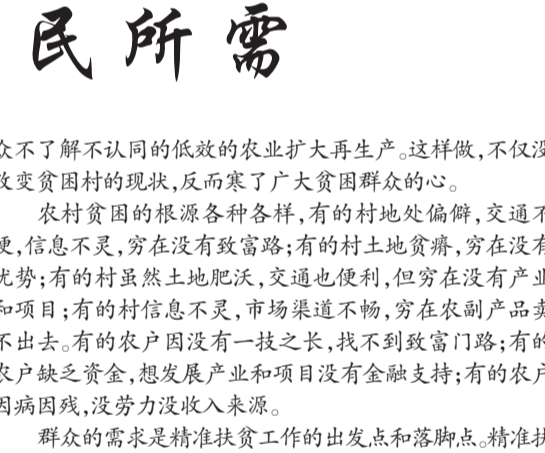 民所需
众不了解不认同的低效的农业扩大再生产。这样做,不仅没
改变贫困村的现状,反而寒了广大贫困群众的心。
农村贫困的根源各种各样,有的村地处偏僻,交通不
便,信息不灵,穷在没有致富路;有的村土地贫瘠,穷在没有
优势;有的村虽然土地肥沃,交通也便利,但穷在没有产业
和项目;有的村信息不灵,市场渠道不畅,穷在农副产品卖
不出去。有的农户因没有一技之长,找不到致富门路;有的
农户缺乏资金,想发展产业和项目没有金融支持;有的农户
因病因残,没劳力没收入来源。
群众的需求是精准扶贫工作的出发点和落脚点。精准扶